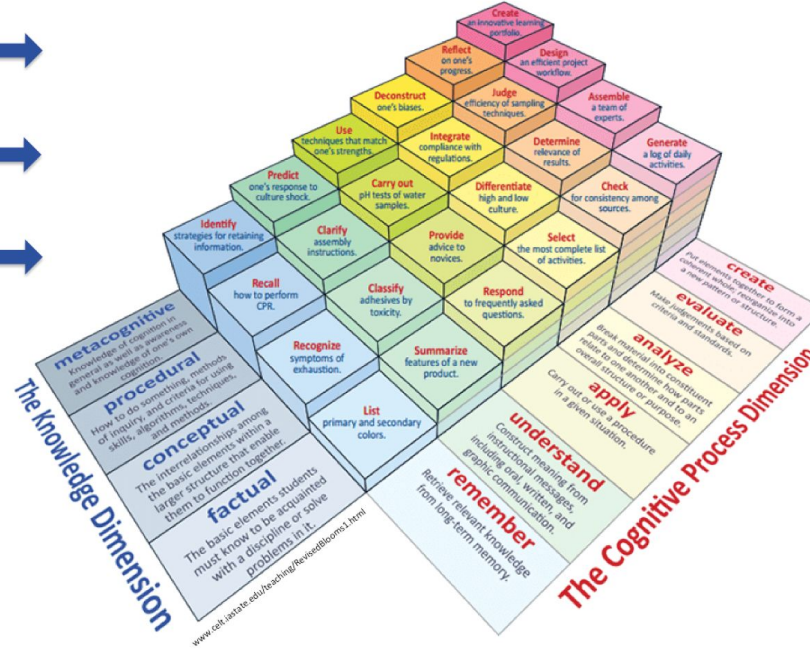 Create
an innovative learning
portfolio.
Reflect
on one's
progress.
Design
an efficient project
workflow.
Deconstruct
one's biases.
Judge
efficiency of sampling
techniques.
Assemble
a team of
experts.
Use
techniques that match
one's strengths.
Integrate
compliance with
regulations.
Determine
relevance of
results.
Generate
a log of daily
activities.
Predict
one's response to
culture shock.
Carry out
pH tests of water
samples.
Differentiate
high and low
culture.
Check
for consistency among
sources.
Identify
strategies for retaining
information.
Clarify
assembly
instructions.
Provide
advice to
novices.
Select
the most complete list
of activities.
Recall
how to perform
CPR.
Classify
adhesives by
toxicity.
Respond
to frequently asked
questions.
Recognize
symptoms of
exhaustion.
Summarize
features of a new
product.
List
primary and secondary
colors.
metacognitive
Knowledge of cognition in
general as well as awareness
and knowledge of one's own
cognition.
procedural
How to do something, methods
of inquiry, and criteria for using
skills, algorithms, techniques,
and methods.
conceptual
The interrelationships among
the basic elements within a
larger structure that enable
them to function together.
factual
The basic elements students
must know to be acquainted
with a discipline or solve
problems in it.
The Knowledge Dimension
www.celt.iastate.edu/teaching/RevisedBlooms1.html
create
Put elements together to form a
coherent whole; reorganize into
a new pattern or structure.
evaluate
Make judgements based on
criteria and standards.
analyze
Break material into constituent
parts and determine how parts
relate to one another and to an
overall structure or purpose.
apply
Carry out or use a procedure
in a given situation.
understand
Construct meaning from
instructional messages,
including oral, written, and
graphic communication.
remember
Retrieve relevant knowledge
from long-term memory.
The Cognitive Process Dimension